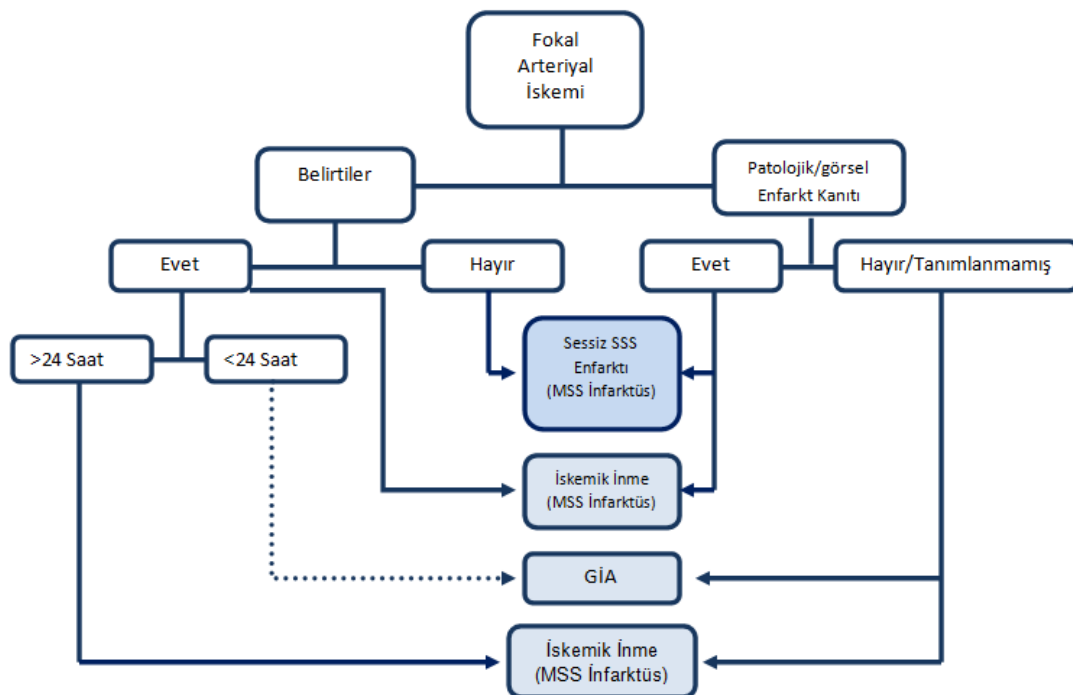 Fokal
Arteriyal
İskemi
Belirtiler
Patolojik/görsel
Enfarkt Kanıtı
Evet
Hayır
Evet
Hayır/Tanımlanmamış
>24 Saat
<24 Saat
Sessiz SSS
Enfarktı
(MSS İnfarktüs)
İskemik İnme
(MSS İnfarktüs)
GİA
İskemik İnme
(MSS İnfarktüs)